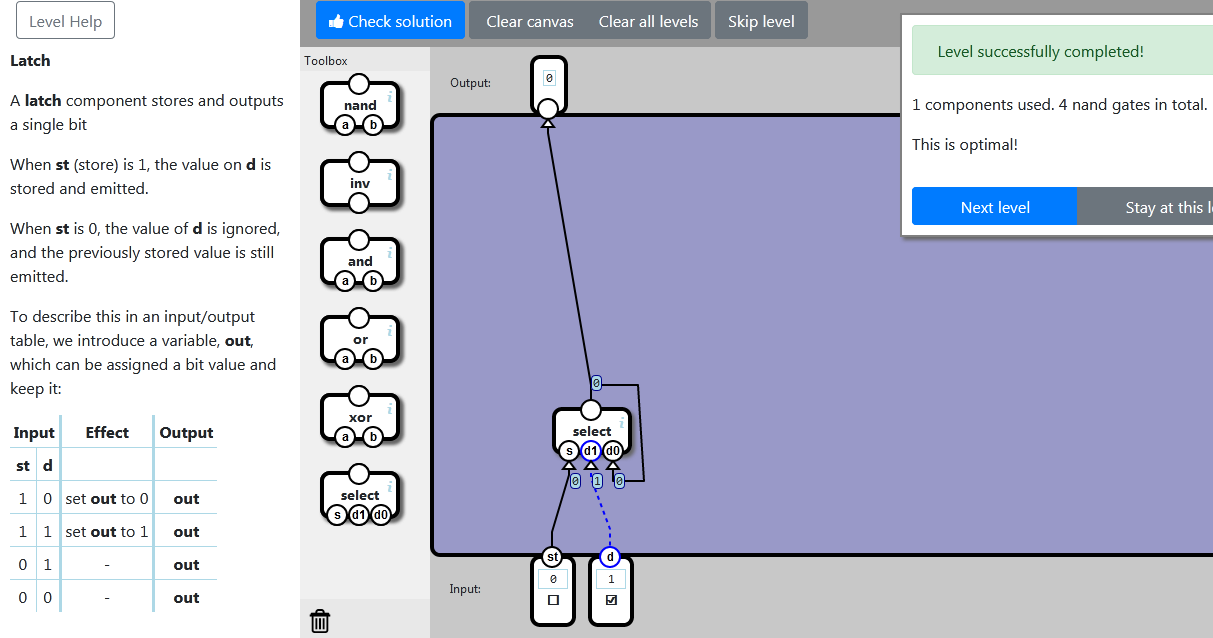 Level Help
Latch
A latch component stores and outputs
a single bit
When st (store) is 1, the value on d is
stored and emitted.
When st is 0, the value of d is ignored,
and the previously stored value is still
emitted.
To describe this in an input/output
table, we introduce a variable, out,
which can be assigned a bit value and
keep it:
Input Effect Output
st d
1 0 set out to 0 out
1 1 set out to 1 out
0 1 - out
0 0 - out
Check solution Clear canvas Clear all levels Skip level
Toolbox
nand i
a b
inv i
and i
a b
or i
a b
xor i
a b
select i
s d1 d0
Output:
0
0
select i
s d1 d0
0 1 0
st d
Input:
0 1
Level successfully completed!
1 components used. 4 nand gates in total.
This is optimal!
Next level Stay at this l